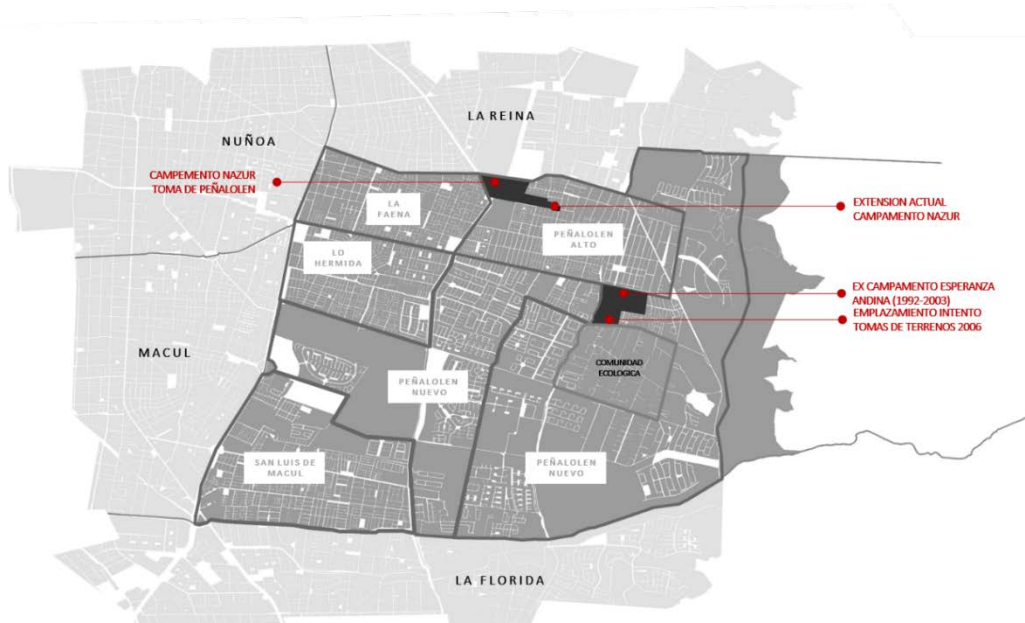 LA REINA
NUÑOA
CAMPEMENTO NAZUR
TOMA DE PEÑALOLEN
LA
FAENA
EXTENSION ACTUAL
CAMPAMENTO NAZUR
PEÑALOLEN
ALTO
LO
HERMIDA
EX CAMPAMENTO ESPERANZA
ANDINA (1992-2003)
EMPLAZAMIENTO INTENTO
TOMAS DE TERRENOS 2006
MACUL
COMUNIDAD
ECOLOGICA
PEÑALOLEN
NUEVO
SAN LUIS DE
MACUL
PEÑALOLEN
NUEVO
LA FLORIDA